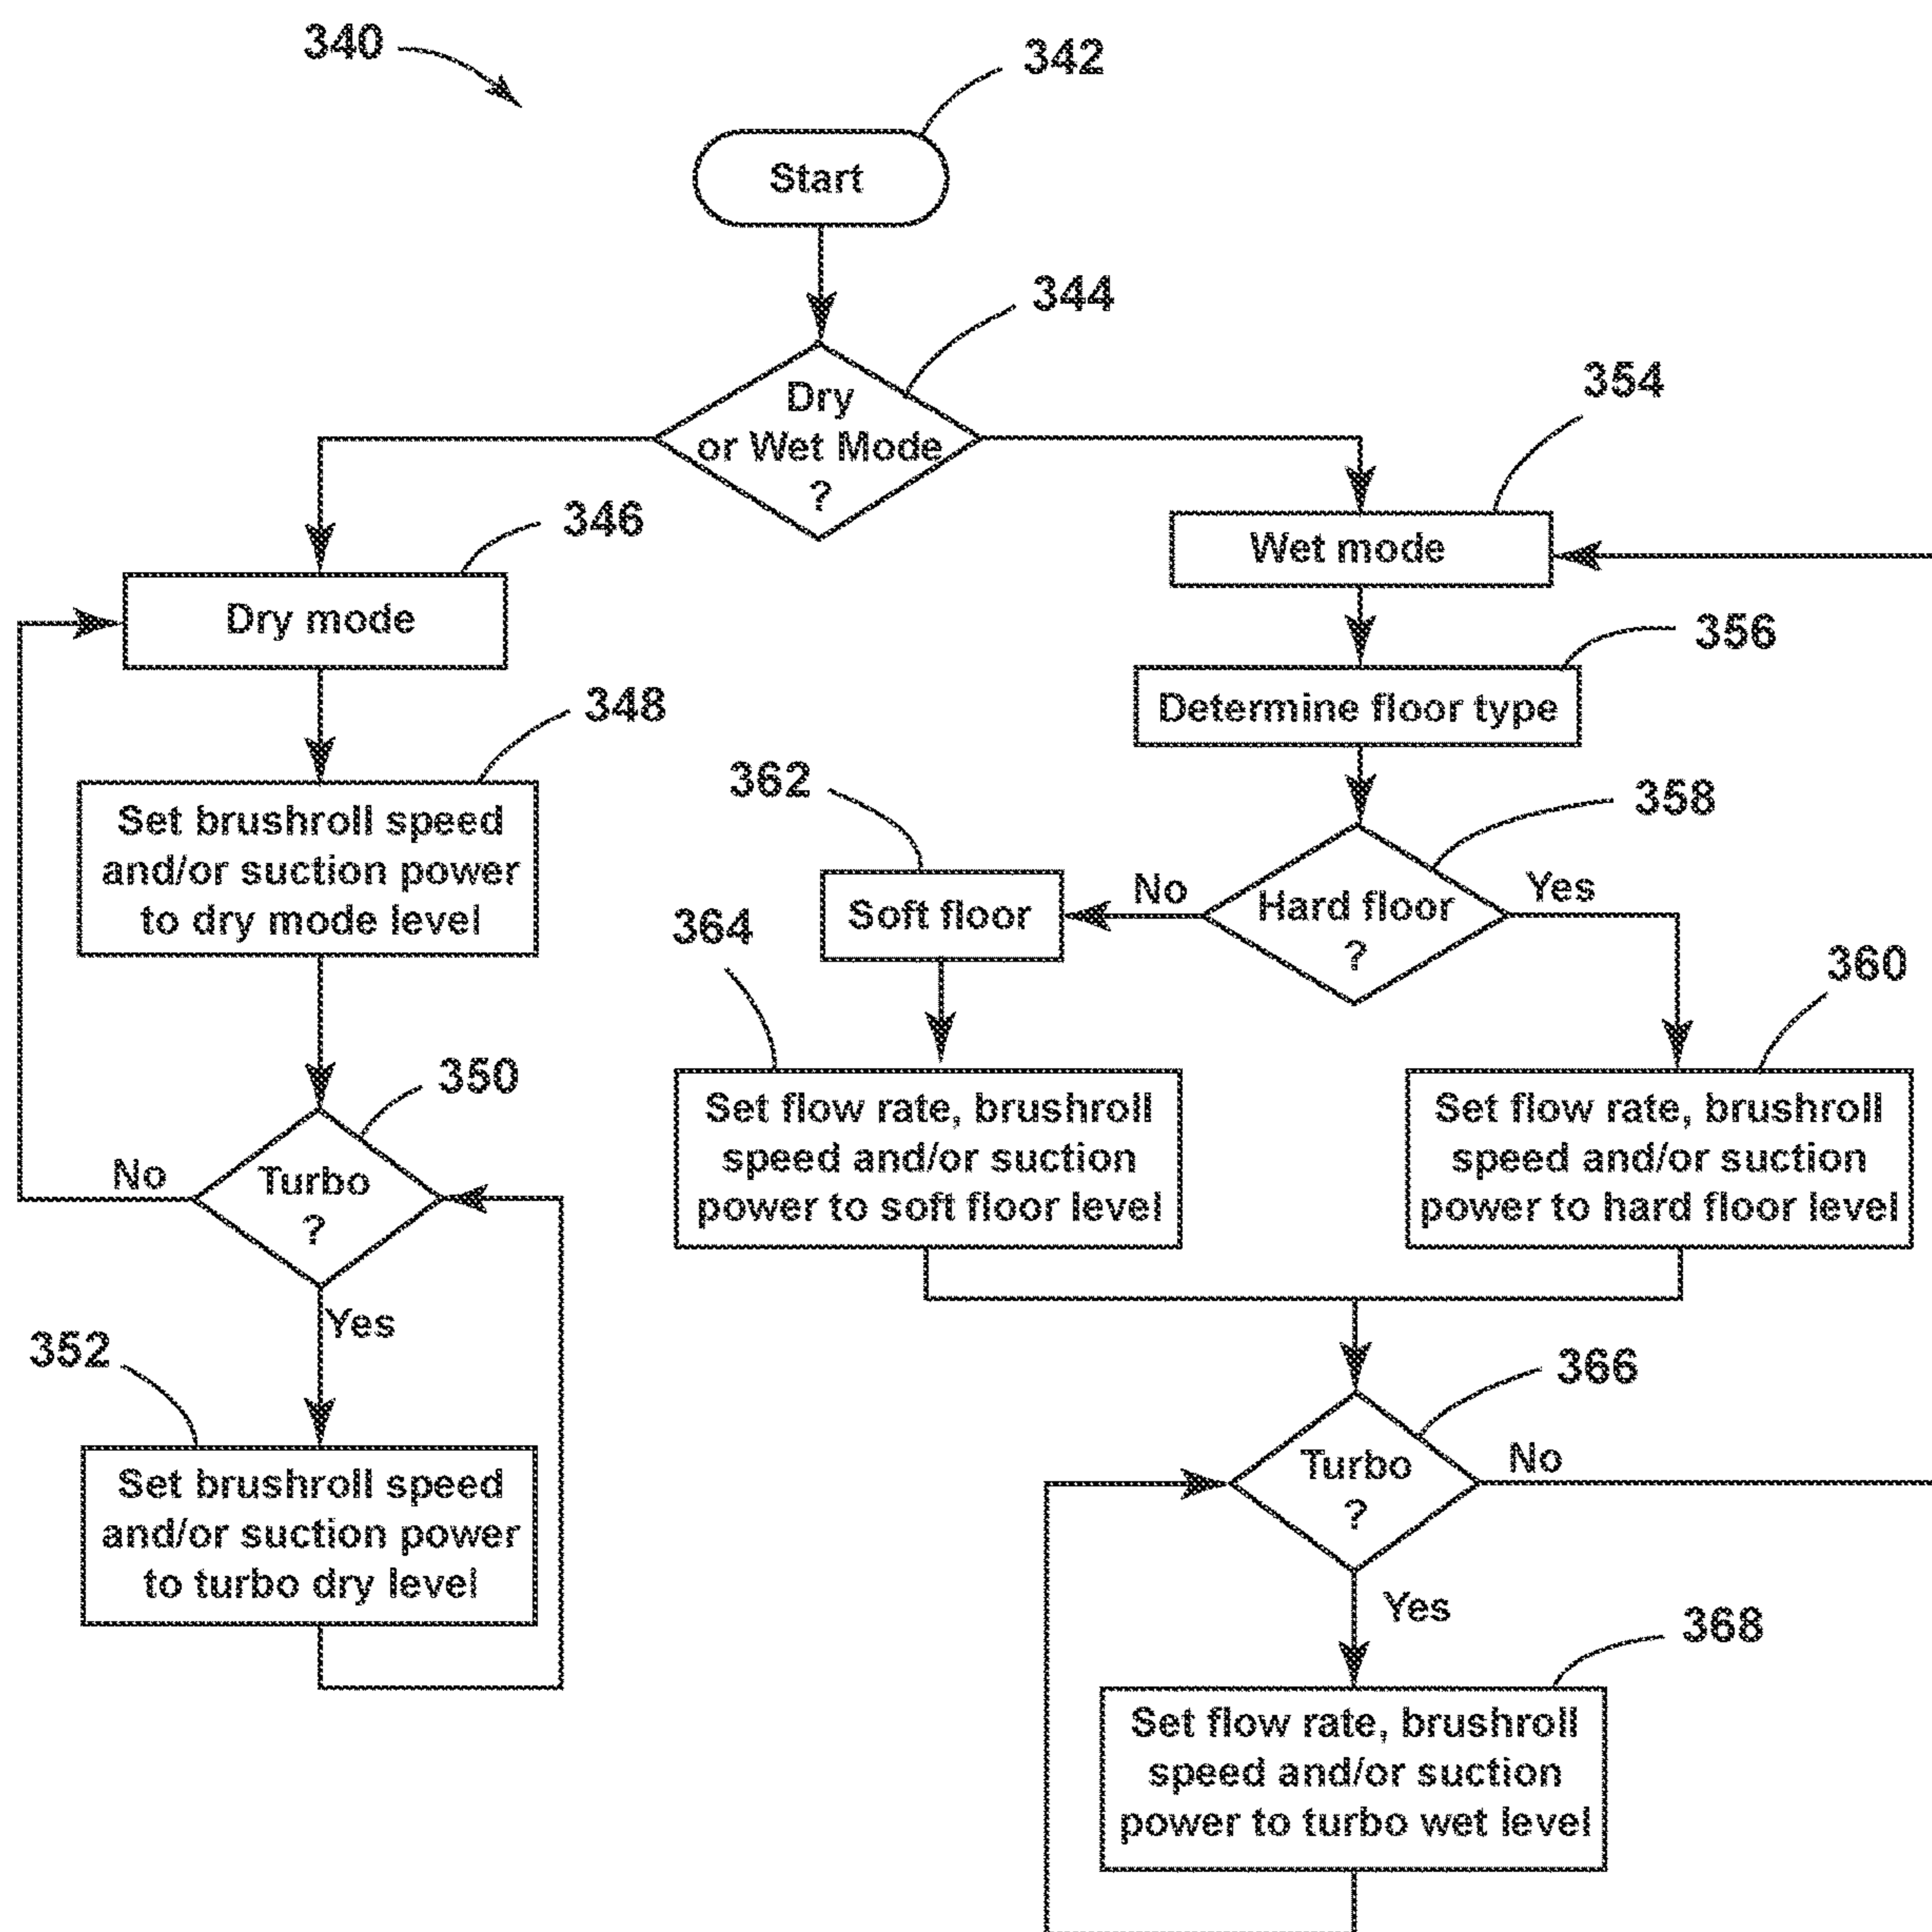 340
342
Start
344
Dry
or Wet Mode
?
354
Wet mode
346
Dry mode
356
Determine floor type
348
Set brushroll speed
and/or suction power
to dry mode level
362
358
Soft floor
No
Hard floor
?
Yes
364
360
Set flow rate, brushroll
speed and/or suction
power to soft floor level
Set flow rate, brushroll
speed and/or suction
power to hard floor level
350
No
Turbo
?
Yes
352
Set brushroll speed
and/or suction power
to turbo dry level
366
Turbo
?
No
Yes
368
Set flow rate, brushroll
speed and/or suction
power to turbo wet level